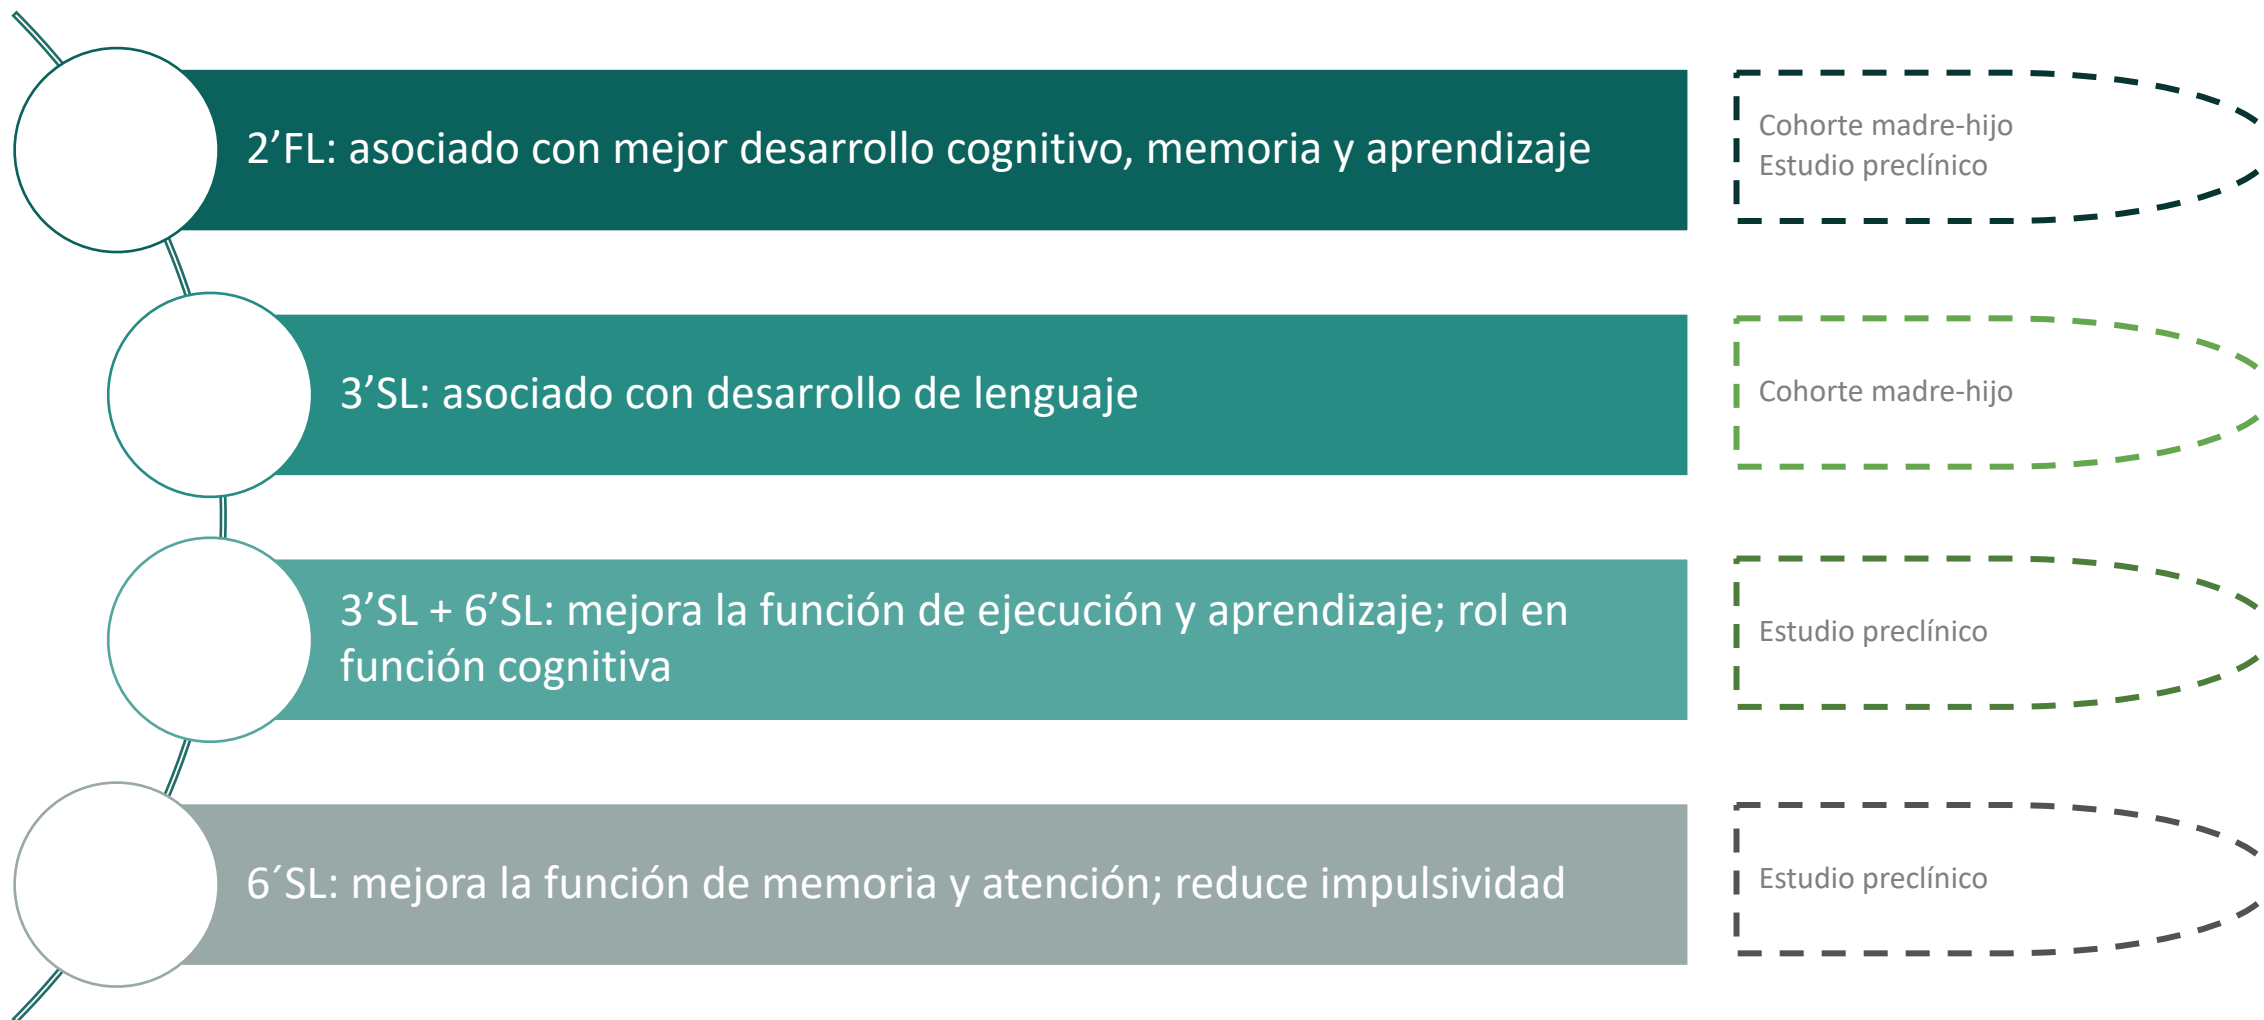 2’FL: asociado con mejor desarrollo cognitivo, memoria y aprendizaje
Cohorte madre-hijo
Estudio preclínico
3’SL: asociado con desarrollo de lenguaje
Cohorte madre-hijo
3’SL + 6’SL: mejora la función de ejecución y aprendizaje; rol en
función cognitiva
Estudio preclínico
6´SL: mejora la función de memoria y atención; reduce impulsividad
Estudio preclínico